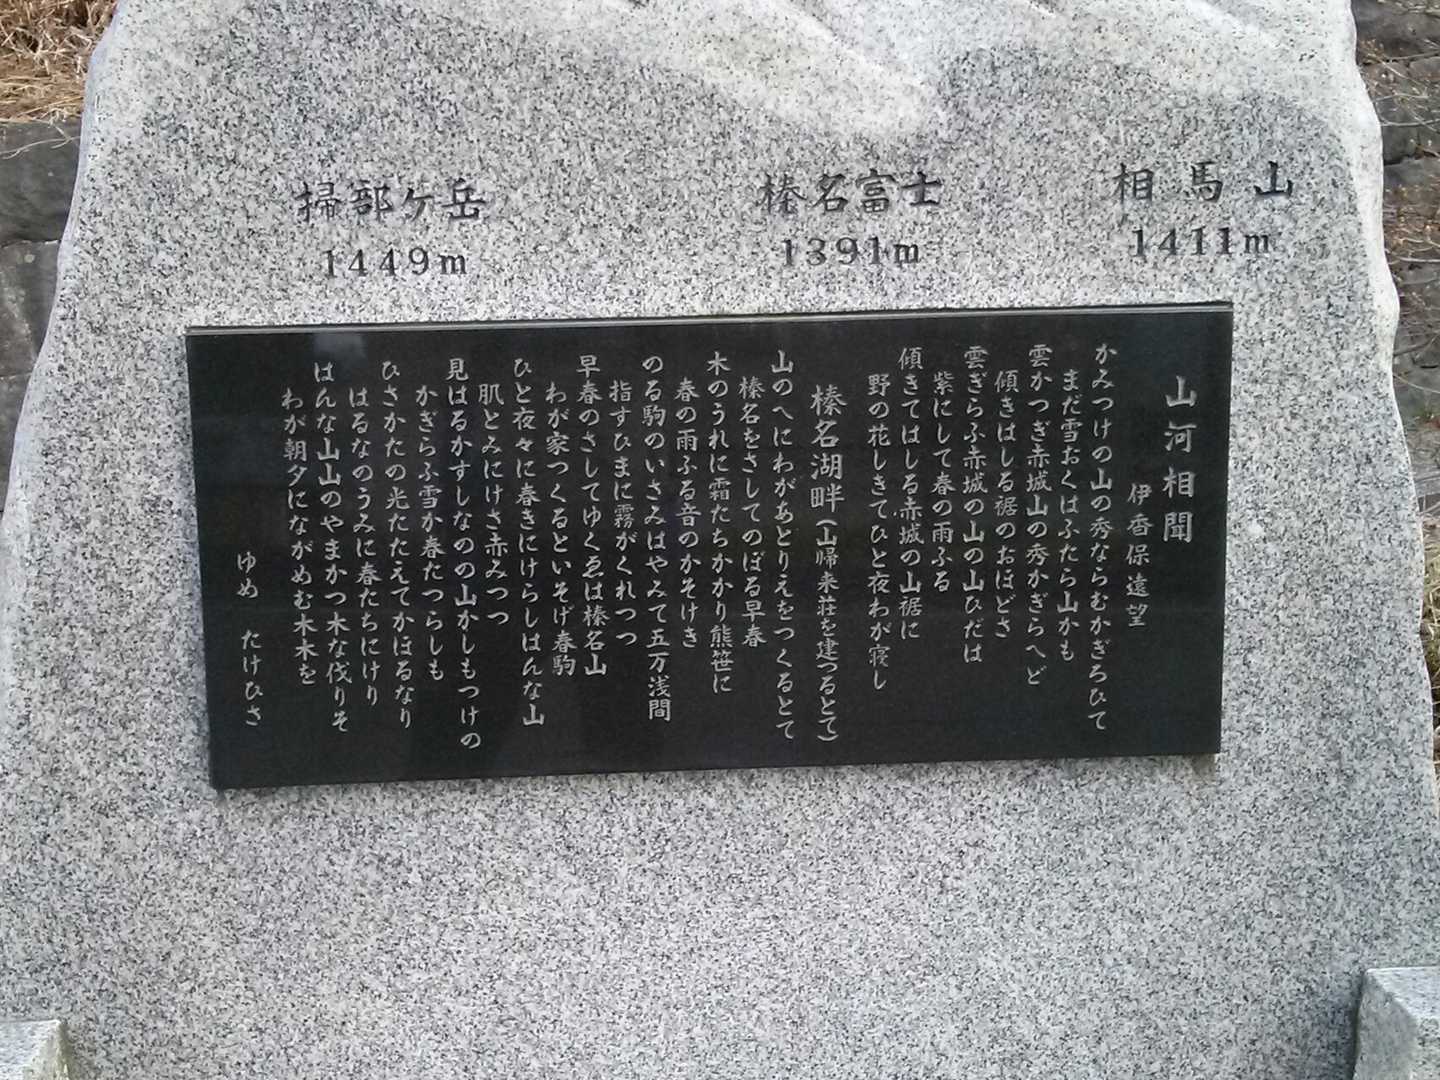 掃部ケ岳
1449m
榛名富士
1391m
相馬山
1411m
山河相聞
伊香保遠望
かみつけの山の秀ならむかぎろひて
まだ雪おくはふたら山かも
雲かつぎ赤城山の秀かぎらへど
傾きはしる裾のおほどさ
雲ぎらふ赤城の山の山ひだは
紫にして春の雨ふる
傾きてはしる赤城の山裾に
野の花しきてひと夜わが寝し
榛名湖畔(山帰来荘を建つるとて)
山のへにわがあとりえをつくるとて
榛名をさしてのぼる早春
木のうれに霜たちかかり熊笹に
春の雨ふる音のかそけき
のる駒のいさみはやみて五万浅間
指すひまに霧がくれつつ
早春のさしてゆくゑは榛名山
わが家つくるといそげ春駒
ひと夜々に春きにけらしはんな山
肌とみにけさ赤みつつ
見はるかすしなのの山かしもつけの
かぎらふ雪か春たつらしも
ひさかたの光たたえてかほるなり
はるなのうみに春たちにけり
はんな山山のやまかつ木な伐りそ
わが朝夕にながめむ木木を
ゆめ たけひさ